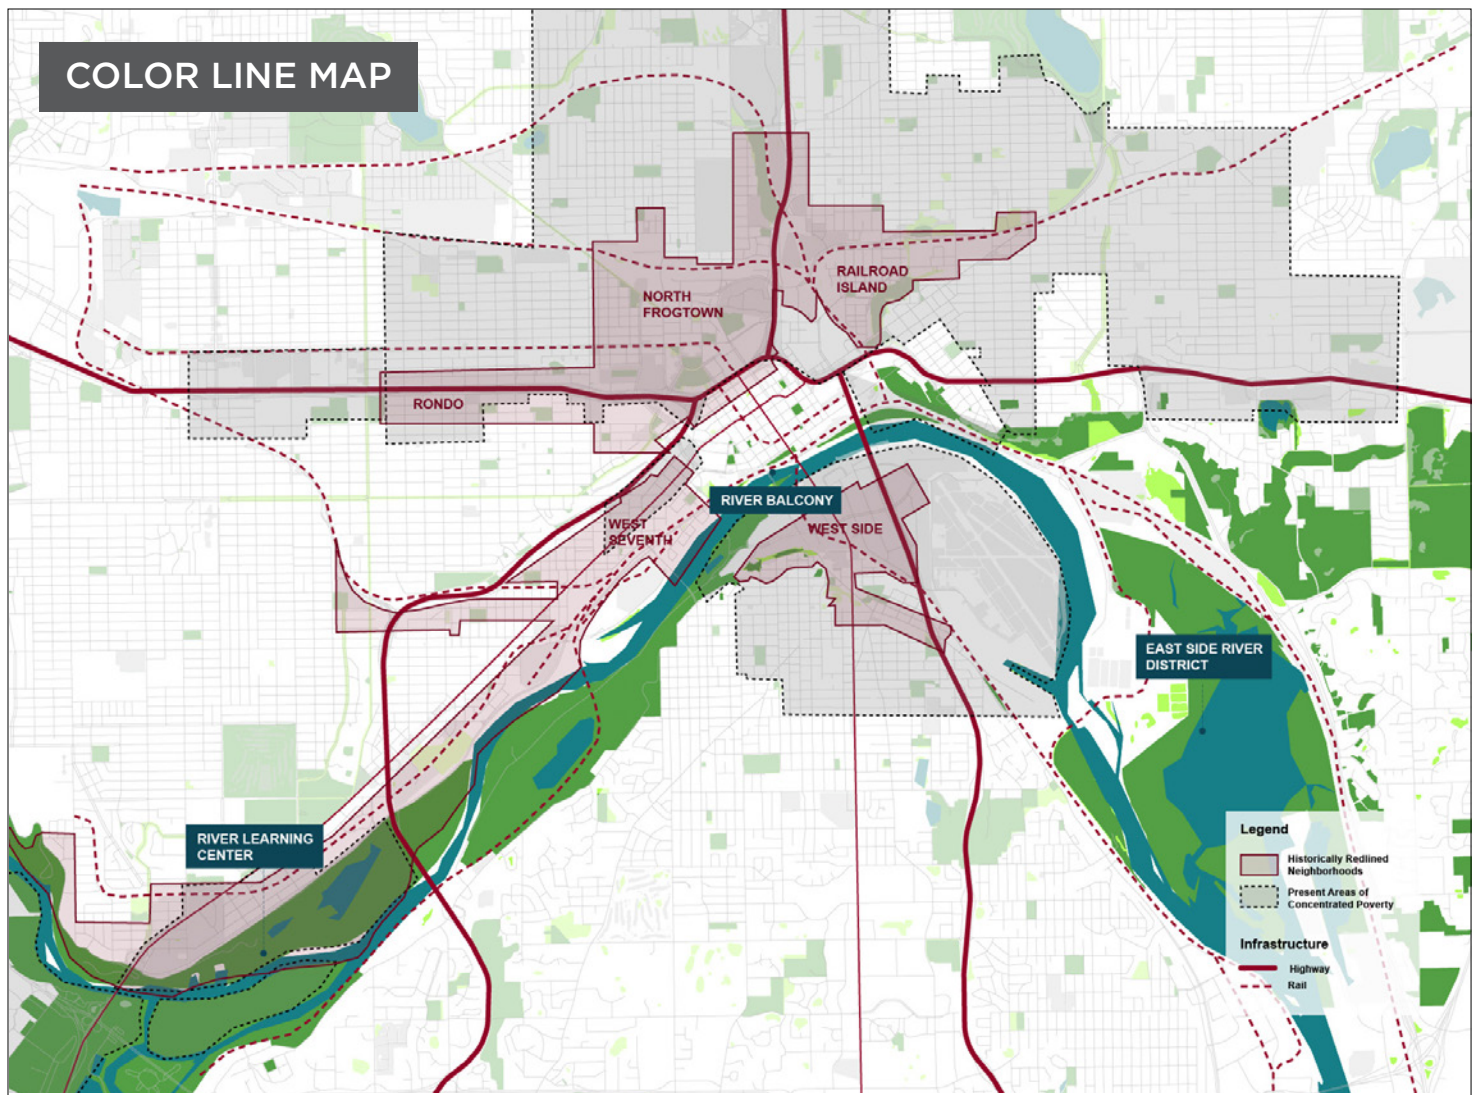 COLOR LINE MAP
RAILROAD
ISLAND
NORTH
FROGTOWN
RONDO
RIVER BALCONY
WEST
SEVENTH
WEST SIDE
EAST SIDE RIVER
DISTRICT
RIVER LEARNING
CENTER
Legend
Historically Redlined
Neighborhoods
Present Areas of
Concentrated Poverty
Infrastructure
Highway
Rail